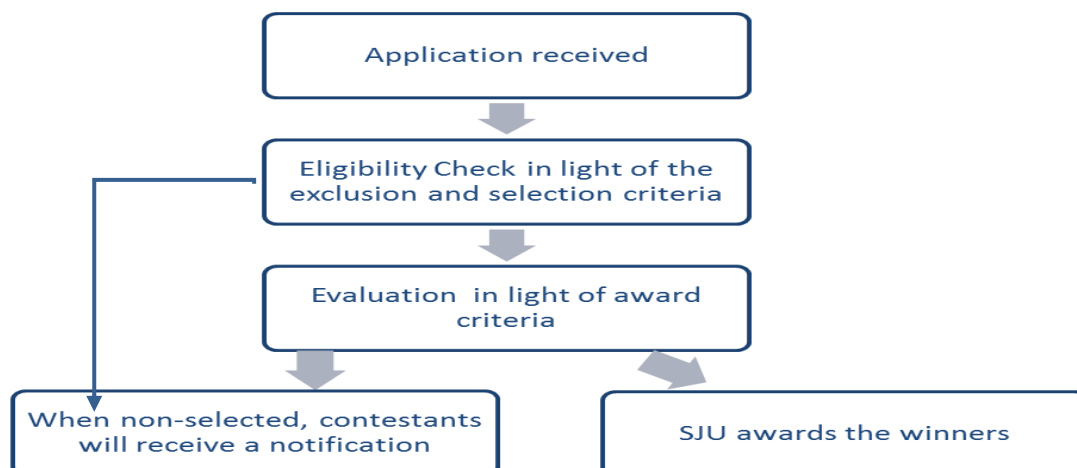 Application received
Eligibility Check in light of the
exclusion and selection criteria
Evaluation in light of award
criteria
When non-selected, contestants
will receive a notification
SJU awards the winners